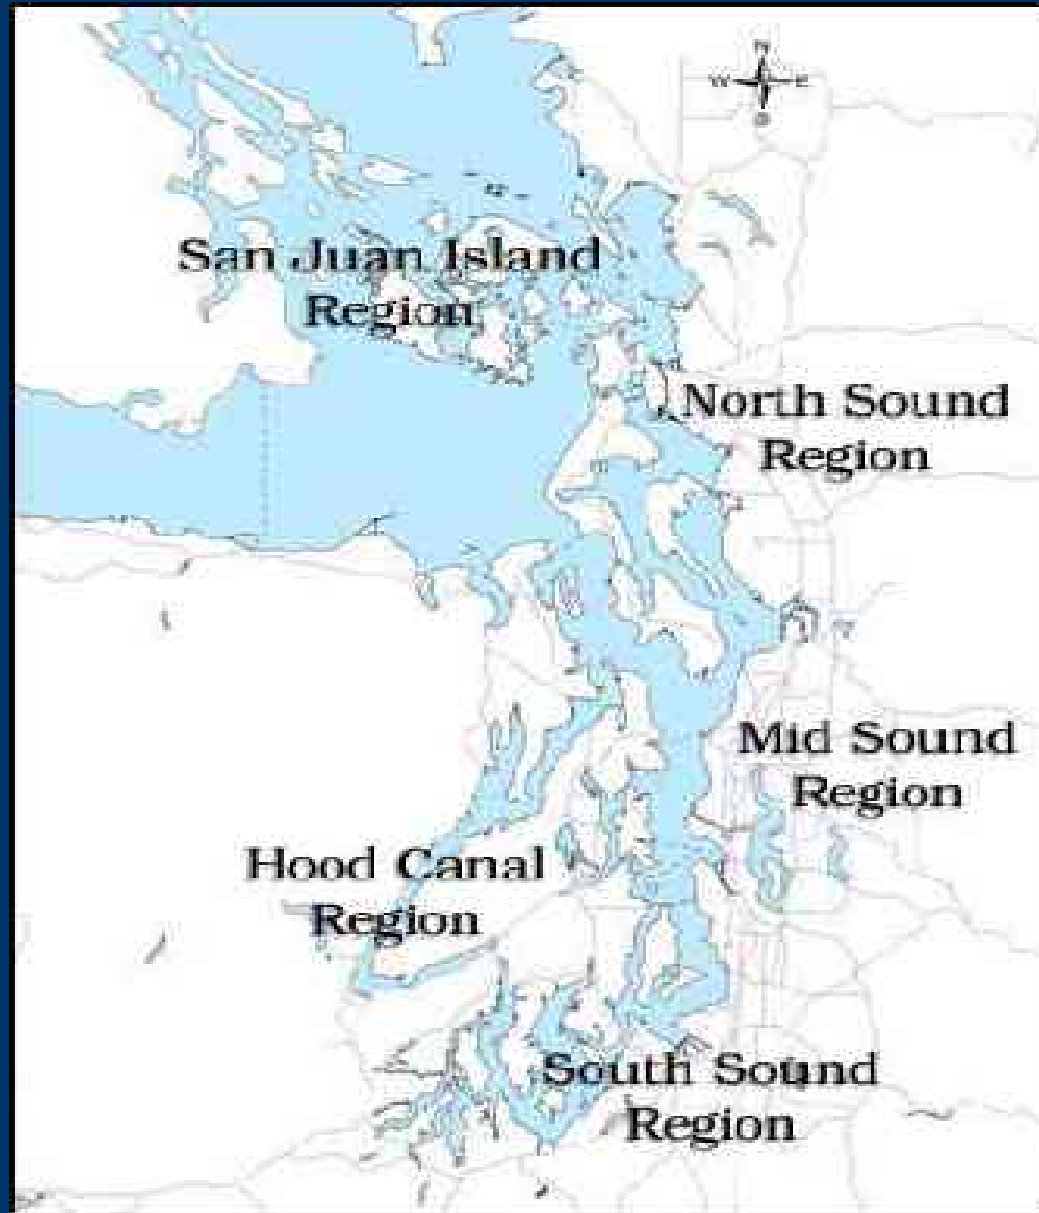 N
W E
S
San Juan Island
Region
North Sound
Region
Mid Sound
Region
Hood Canal
Region
South Sound
Region